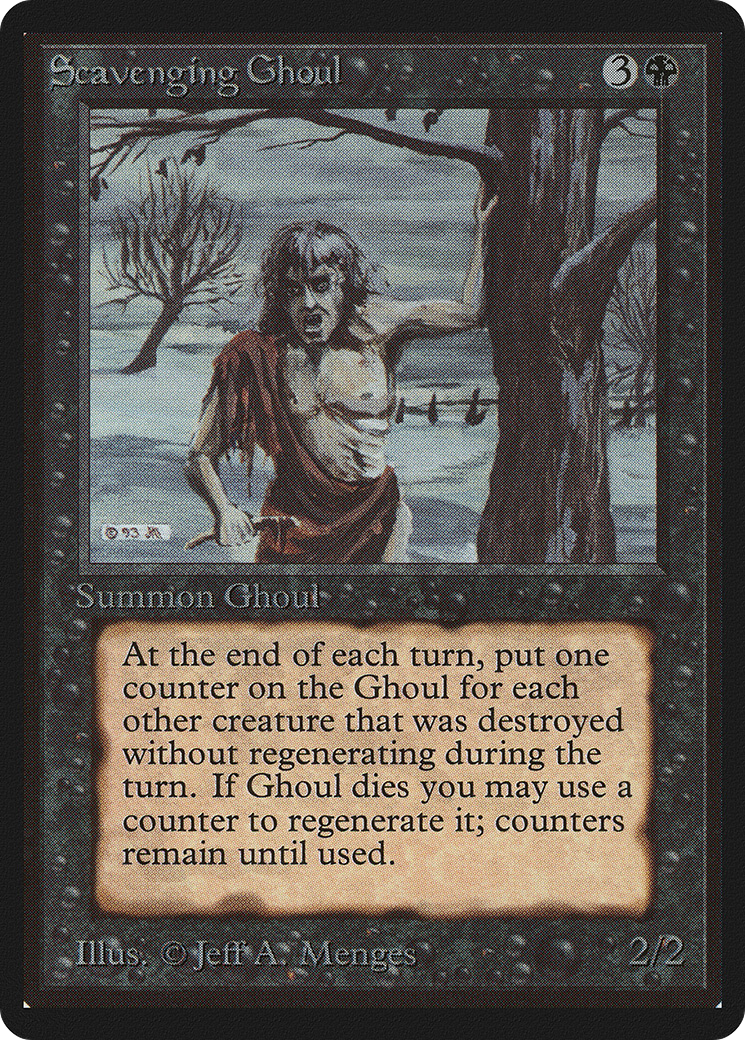 Scavenging Ghoul 3
© 93 JM
Summon Ghoul
At the end of each turn, put one
counter on the Ghoul for each
other creature that was destroyed
without regenerating during the
turn. If Ghoul dies you may use a
counter to regenerate it; counters
remain until used.
Illus. © Jeff A. Menges 2/2